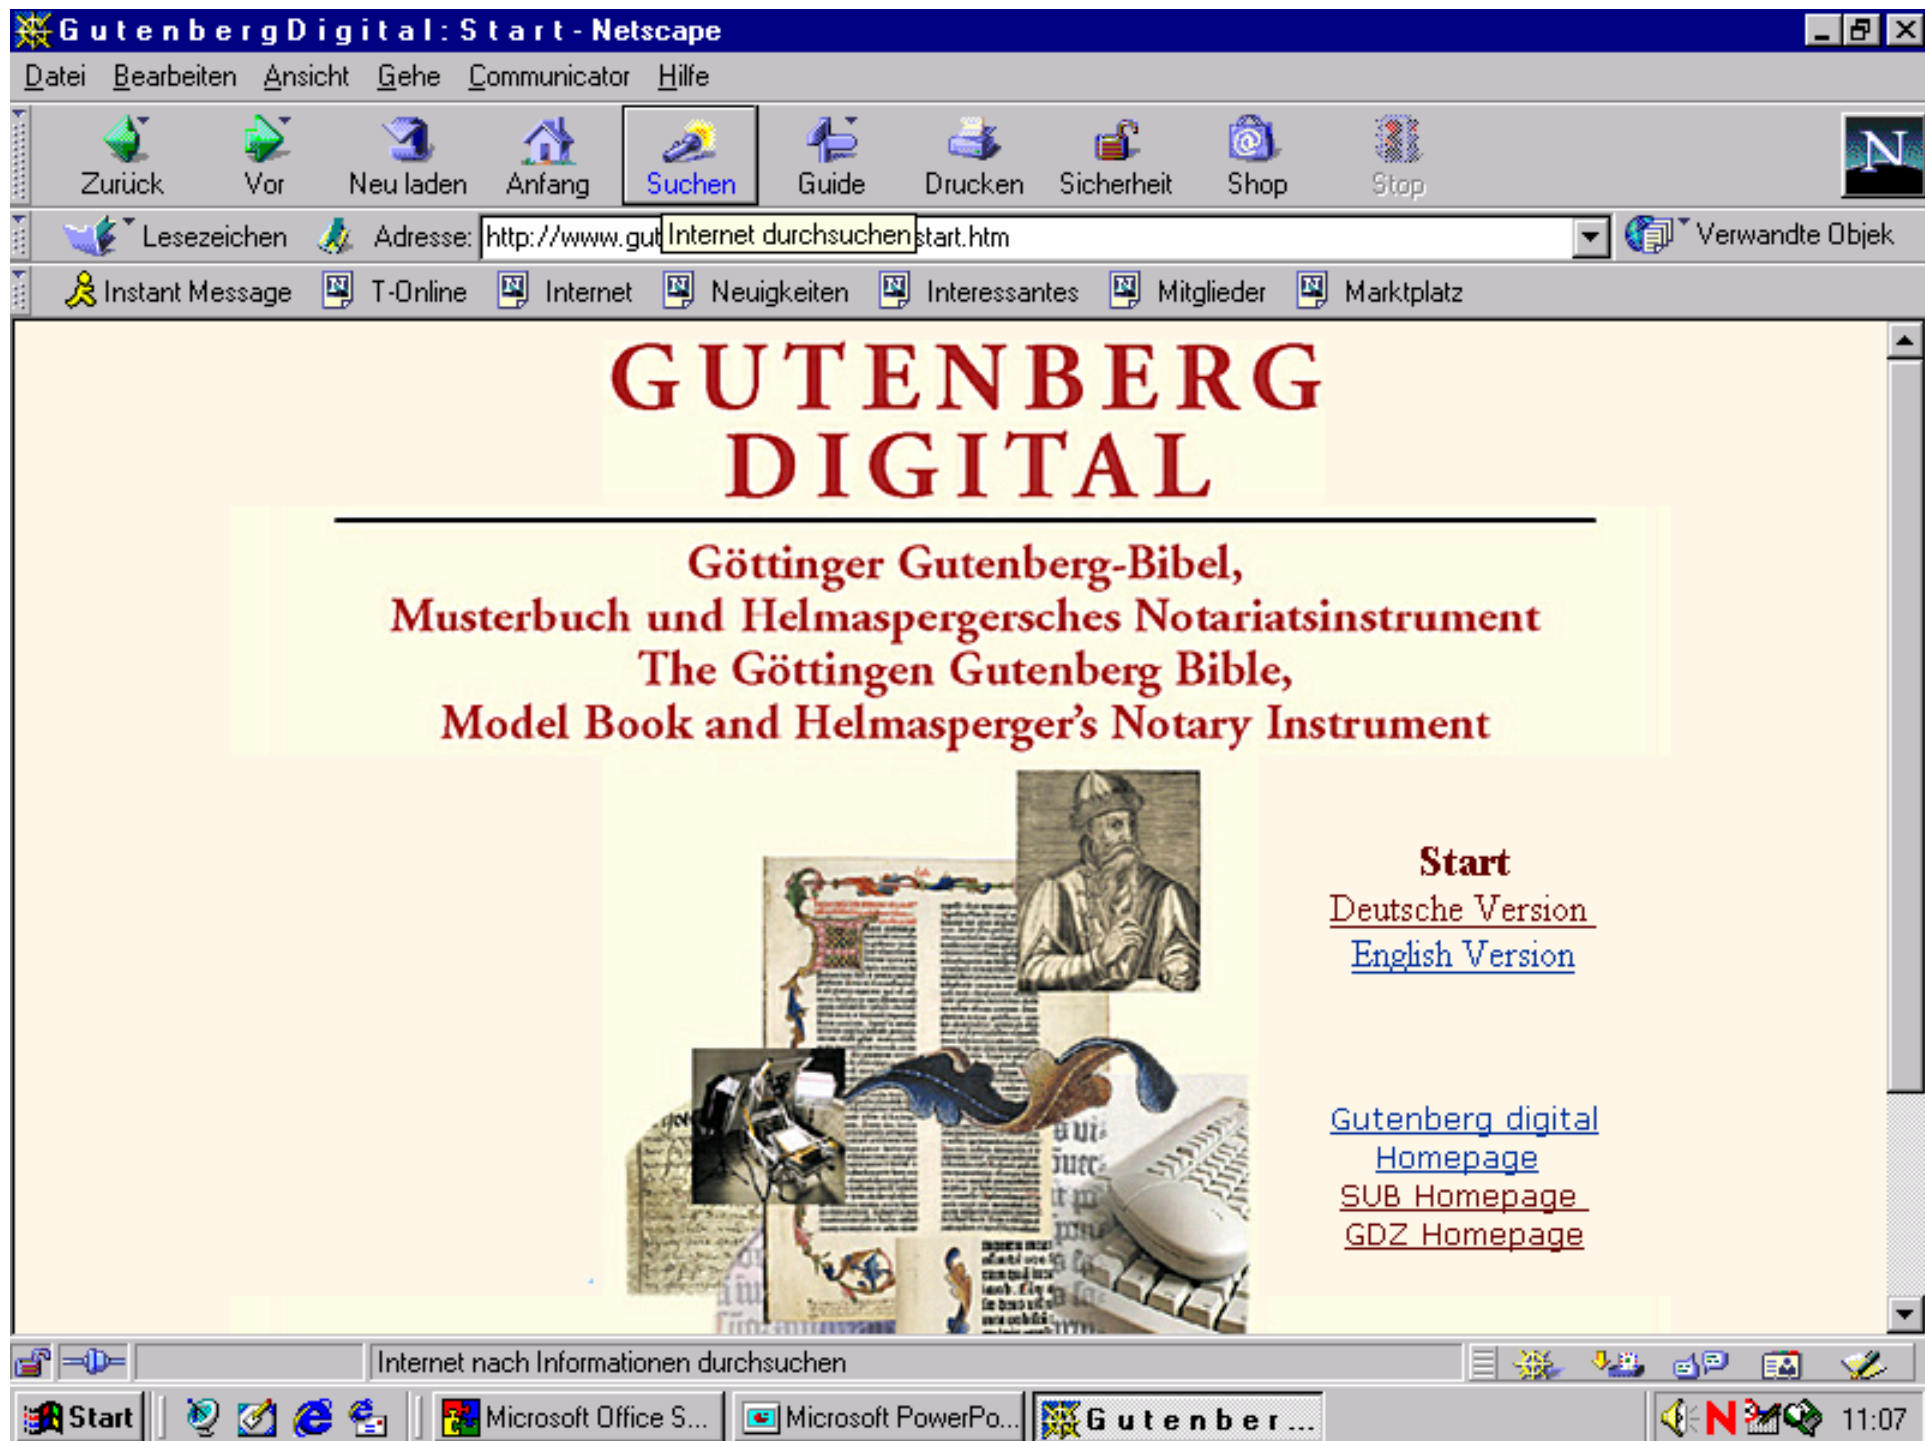 G u t e n b e r g D i g i t a l : S t a r t - Netscape
Datei Bearbeiten Ansicht Gehe Communicator Hilfe
Zurück Vor Neu laden Anfang Suchen Guide Drucken Sicherheit Shop Stop
N
Lesezeichen Adresse: http://www.gut Internet durchsuchen start.htm Verwandte Objek
Instant Message T-Online Internet Neuigkeiten Interessantes Mitglieder Marktplatz
GUTENBERG
DIGITAL
Göttinger Gutenberg-Bibel,
Musterbuch und Helmaspergersches Notariatsinstrument
The Göttingen Gutenberg Bible,
Model Book and Helmasperger's Notary Instrument
Start
Deutsche Version
English Version
Gutenberg digital
Homepage
SUB Homepage
GDZ Homepage
Internet nach Informationen durchsuchen
Start Microsoft Office S... Microsoft PowerPo... G u t e n b e r ... N 11:07